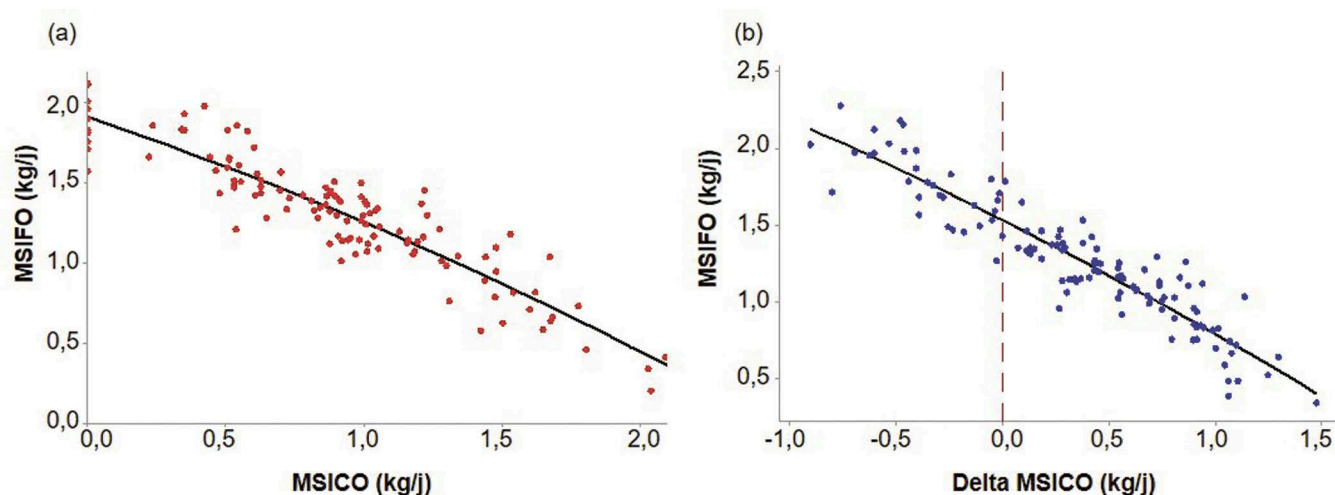 (a)
MSIFO (kg/j)
2,0
1,5
1,0
0,5
0,0
0,0 0,5 1,0 1,5 2,0
MSICO (kg/j)
(b)
MSIFO (kg/j)
2,5
2,0
1,5
1,0
0,5
-1,0 -0,5 0,0 0,5 1,0 1,5
Delta MSICO (kg/j)